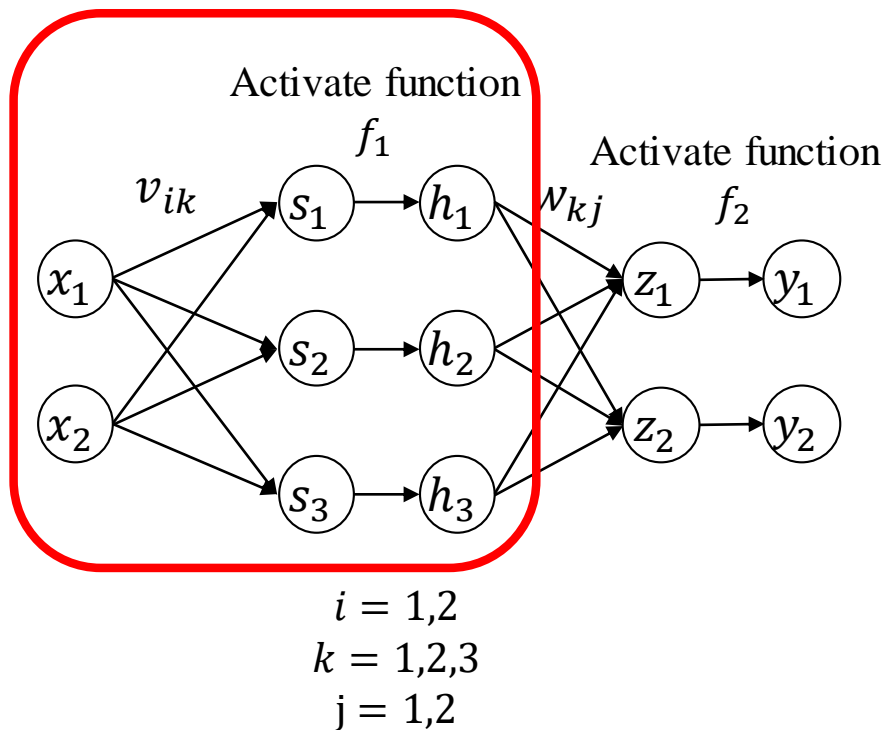 Activate function
f₁
Activate function
f₂
vᵢₖ
wₖⱼ
s₁
h₁
x₁
z₁
y₁
s₂
h₂
x₂
z₂
y₂
s₃
h₃
i = 1,2
k = 1,2,3
j = 1,2